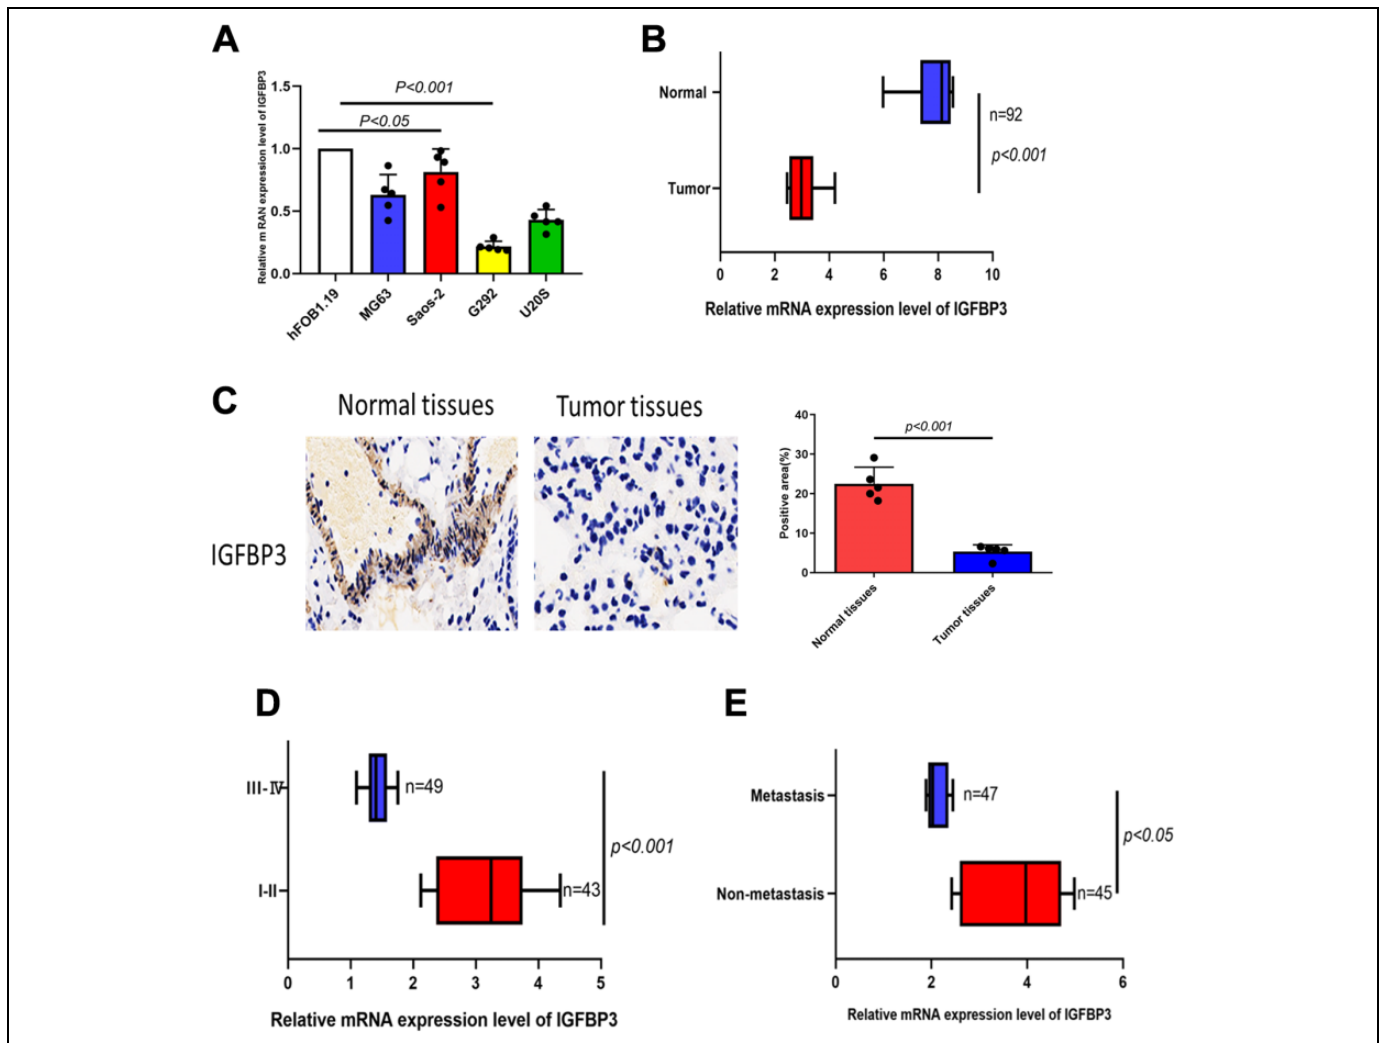 A
Relative m RAN expression level of IGFBP3
1.5
1.0
0.5
0.0
P<0.001
P<0.05
hFOB1.19
MG63
Saos-2
G292
U20S
B
Normal
Tumor
n=92
p<0.001
0 2 4 6 8 10
Relative mRNA expression level of IGFBP3
C
Normal tissues
Tumor tissues
IGFBP3
Positive area(%)
40
30
20
10
0
p<0.001
Normal tissues
Tumor tissues
D
III-IV
n=49
I-II
n=43
p<0.001
0 1 2 3 4 5
Relative mRNA expression level of IGFBP3
E
Metastasis
n=47
Non-metastasis
n=45
p<0.05
0 2 4 6
Relative mRNA expression level of IGFBP3